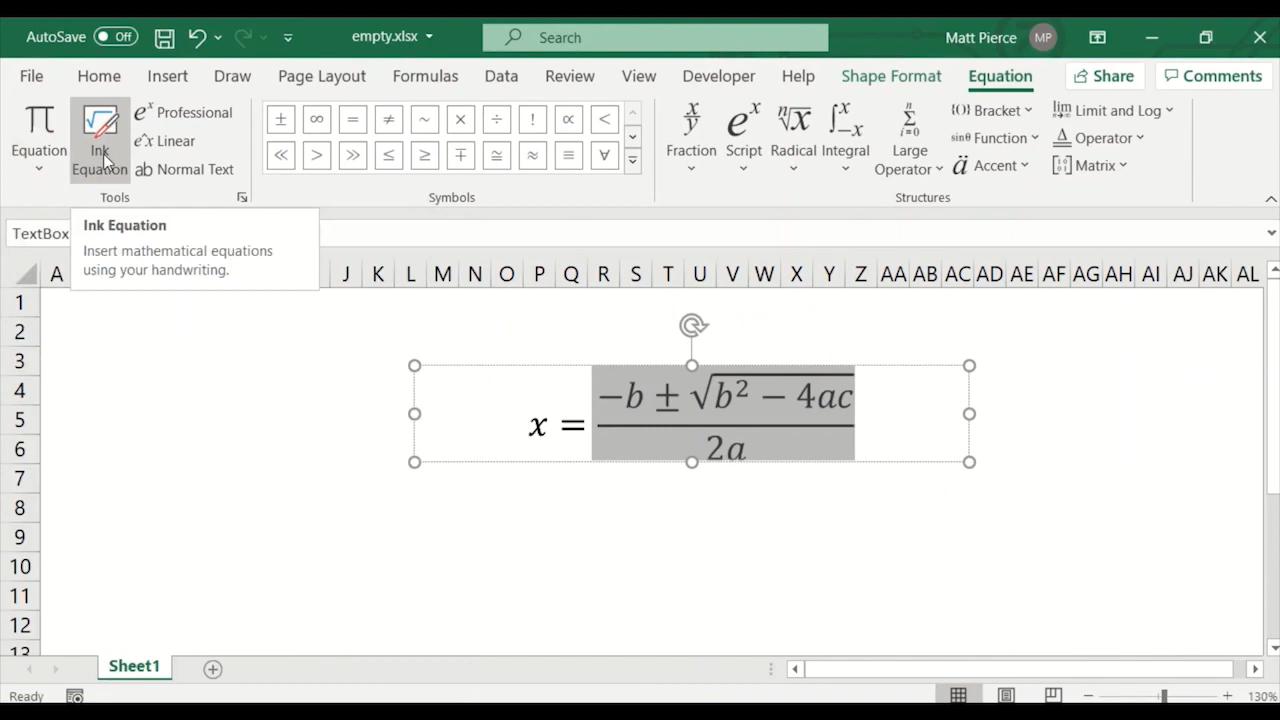 AutoSave Off empty.xlsx Search Matt Pierce MP
File Home Insert Draw Page Layout Formulas Data Review View Developer Help Shape Format Equation Share Comments
Equation
Ink Equation
Professional
Linear
ab Normal Text
Tools
± ∞ = ≠ ~ × ÷ ! ∝ <
≪ > ≫ ≤ ≥ ∓ ≅ ≈ ≡ ∀
Symbols
Fraction
Script
Radical
Integral
Large Operator
{()} Bracket
sinθ Function
ä Accent
lim n→∞ Limit and Log
Operator
Matrix
Structures
TextBox
Ink Equation
Insert mathematical equations
using your handwriting.
A J K L M N O P Q R S T U V W X Y Z AA AB AC AD AE AF AG AH AI AJ AK AL
1
2
3
4
5
6
7
8
9
10
11
12
13
x = −b ± √b² − 4ac
2a
Sheet1
Ready 130%